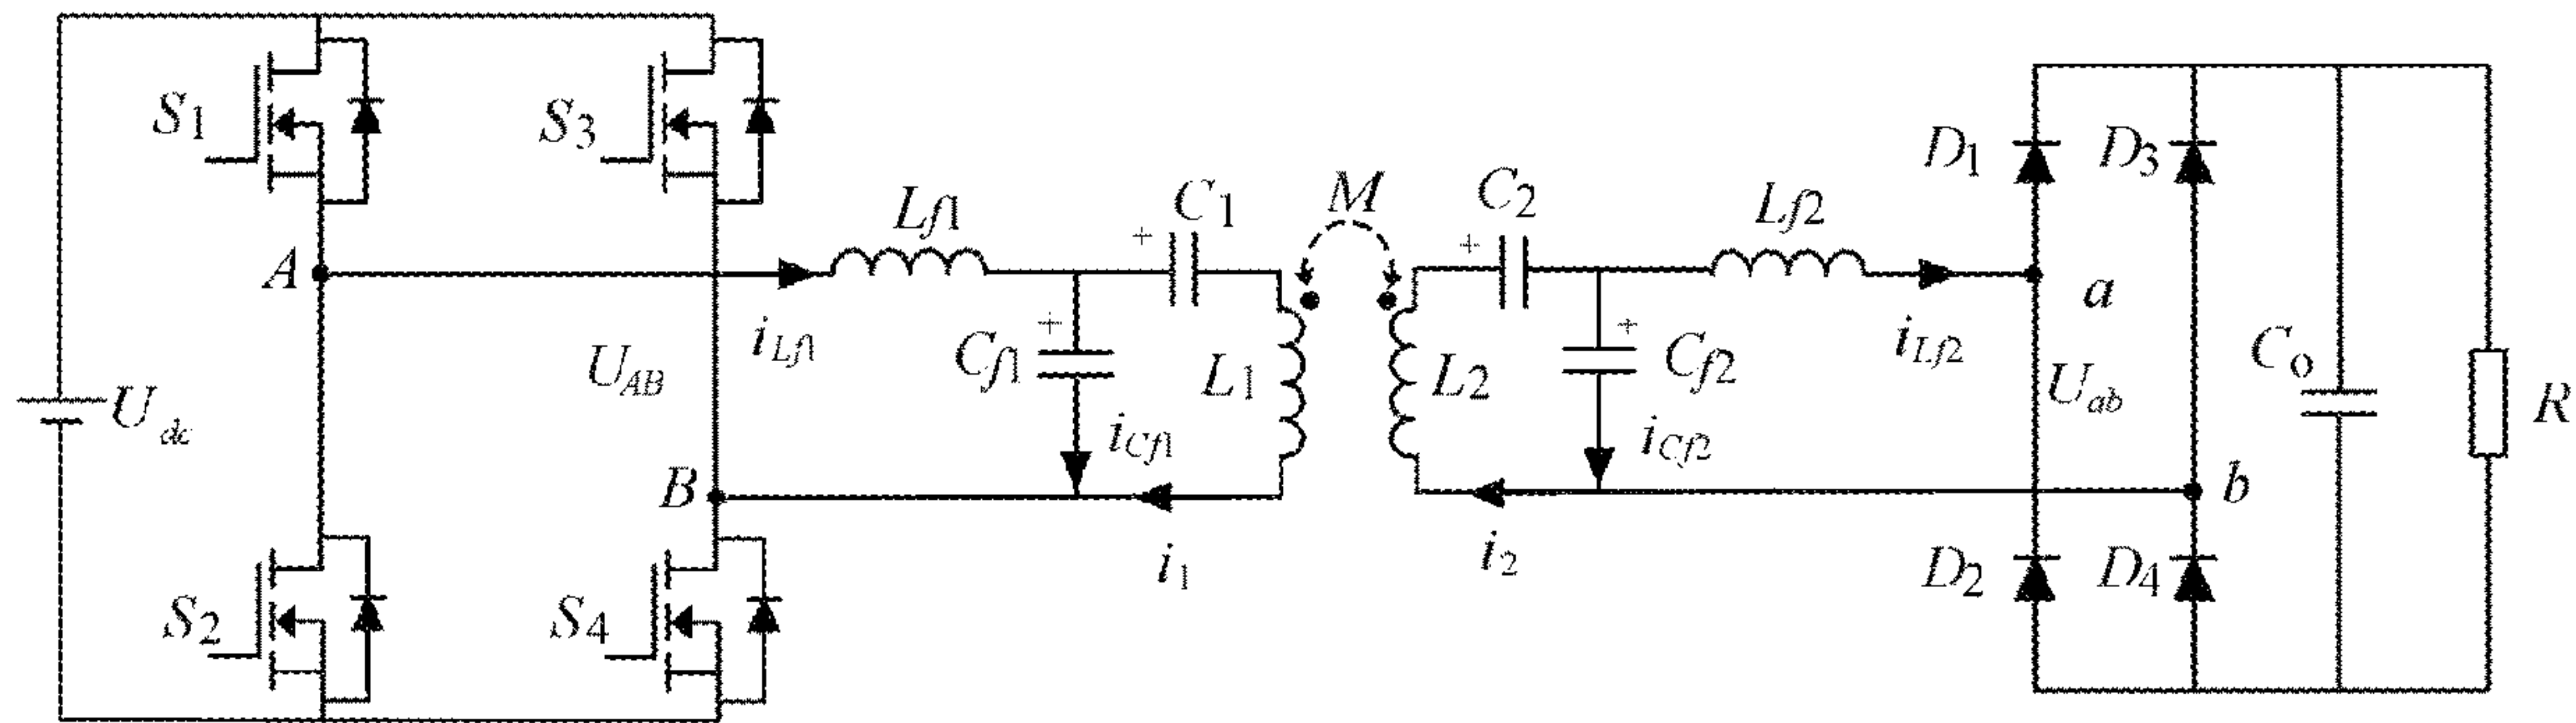 S1
S3
A
B
S2
S4
Udc
UAB
Lf1
iLf1
C1
+
Cf1
+
iCf1
L1
i1
M
L2
i2
C2
+
Cf2
+
iCf2
Lf2
iLf2
D1
D3
a
Uab
b
D2
D4
Co
R